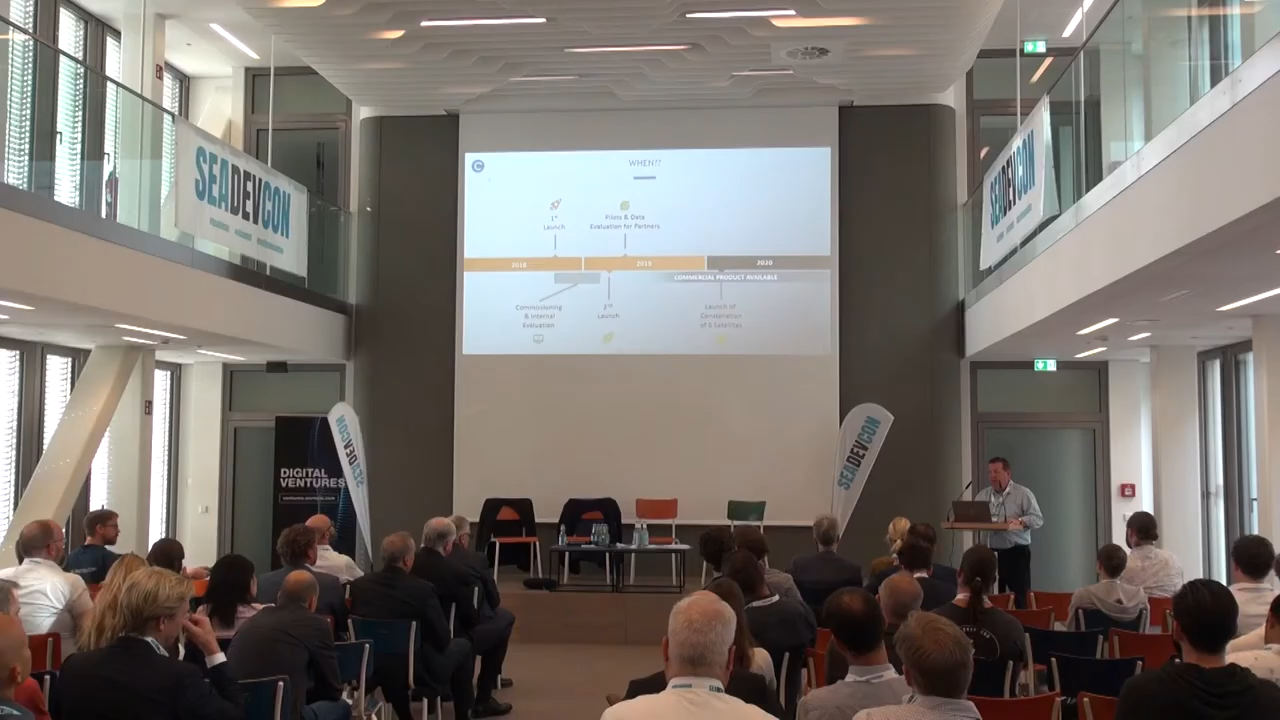 SEADEVCON
SEADEVCON
WHEN??
1st
Launch
Pilots & Data
Evaluation for Partners
2018
2019
2020
COMMERCIAL PRODUCT AVAILABLE
Commissioning
& Internal
Evaluation
2nd
Launch
Launch of
Constellation
of 6 Satellites
DIGITAL
VENTURES
SEADEVCON
SEADEVCON